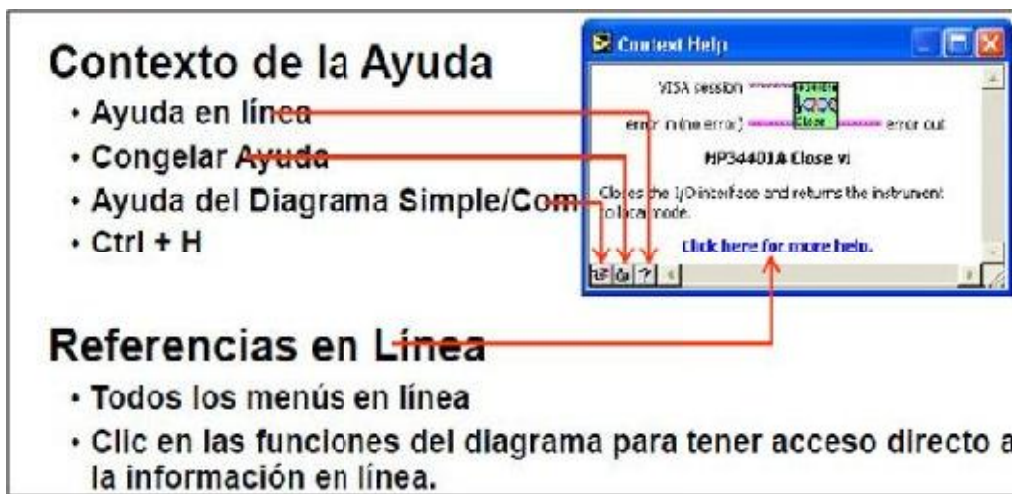 Contexto de la Ayuda
• Ayuda en línea
• Congelar Ayuda
• Ayuda del Diagrama Simple/Com
• Ctrl + H
Context Help
VISA session
error in (no error)
Close
error out
HP34401A Close vi
Closes the I/O interface and returns the instrument
to local mode.
Click here for more help.
?
Referencias en Línea
• Todos los menús en línea
• Clic en las funciones del diagrama para tener acceso directo a
la información en línea.